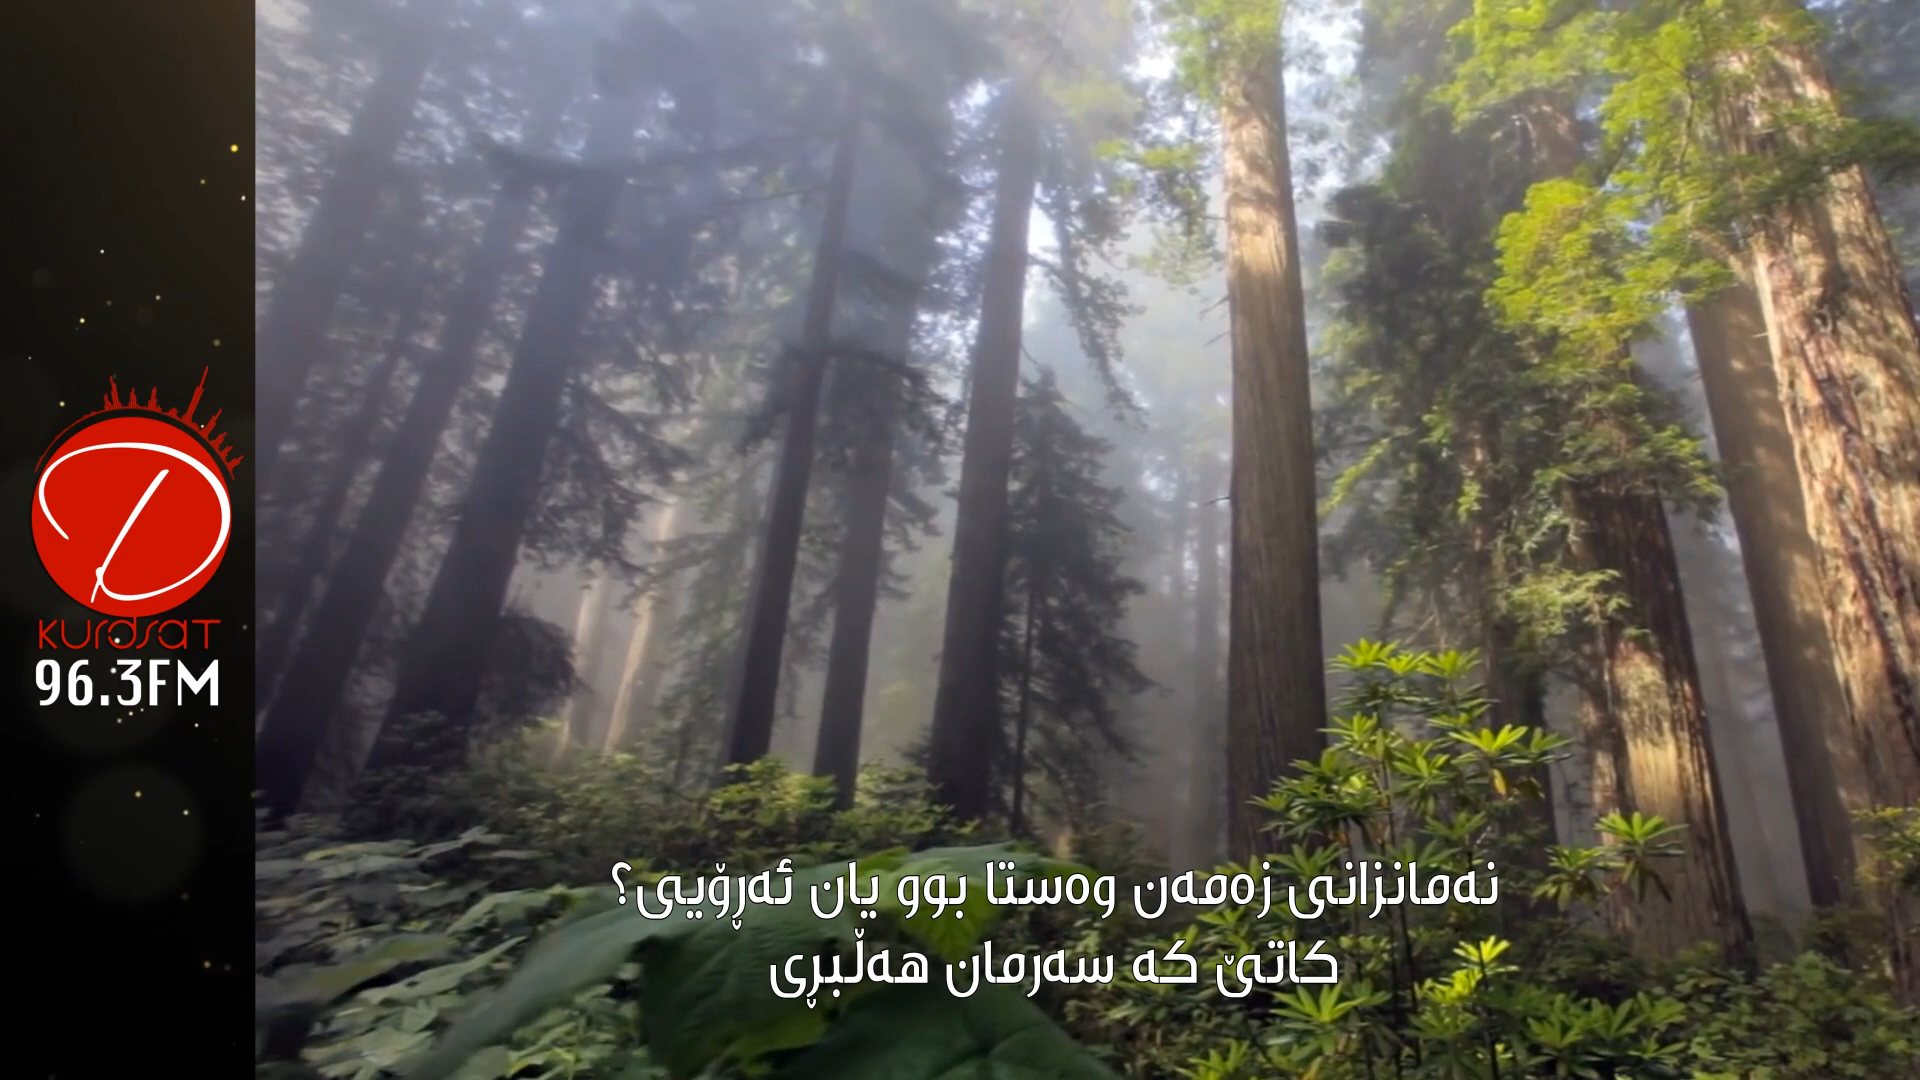 KURDSAT
96.3FM
نەمانزانی زەمەن وەستا بوو یان ئەڕۆیی؟
کاتێ کە سەرمان هەڵبڕی